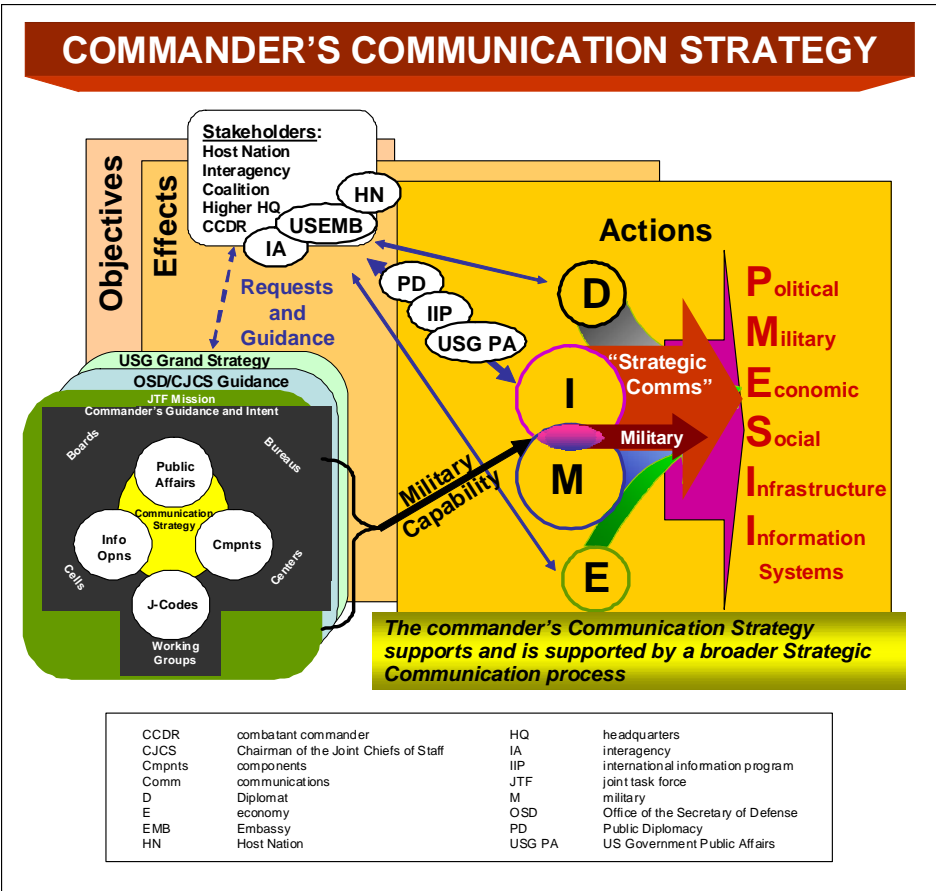 COMMANDER'S COMMUNICATION STRATEGY
Objectives
Effects
Stakeholders:
Host Nation
Interagency
Coalition
Higher HQ
CCDR
HN
USEMB
IA
Requests
and
Guidance
PD
IIP
USG PA
Actions
D
I
M
E
"Strategic
Comms"
Military
Political
Military
Economic
Social
Infrastructure
Information
Systems
USG Grand Strategy
OSD/CJCS Guidance
JTF Mission
Commander's Guidance and Intent
Boards
Bureaus
Public
Affairs
Communication
Strategy
Info
Opns
Cmpnts
Cells
Centers
J-Codes
Working
Groups
Military
Capability
The commander's Communication Strategy
supports and is supported by a broader Strategic
Communication process
CCDR combatant commander
CJCS Chairman of the Joint Chiefs of Staff
Cmpnts components
Comm communications
D Diplomat
E economy
EMB Embassy
HN Host Nation
HQ headquarters
IA interagency
IIP international information program
JTF joint task force
M military
OSD Office of the Secretary of Defense
PD Public Diplomacy
USG PA US Government Public Affairs